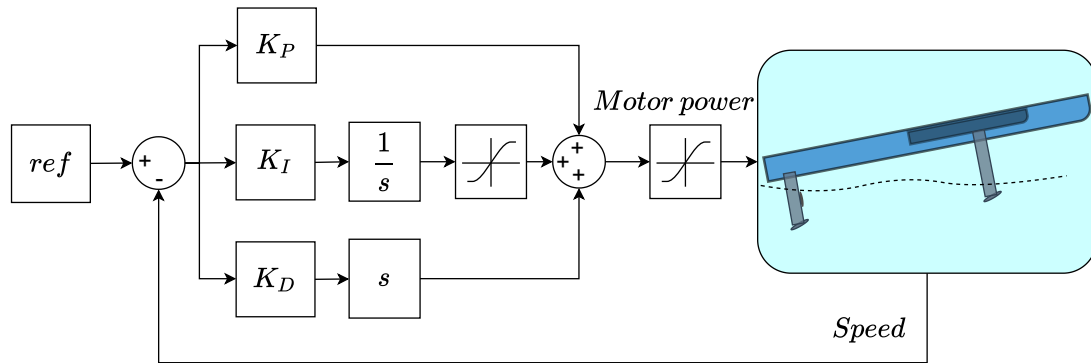 K_P
Motor power
ref
+
-
K_I
1
s
+
+
+
K_D
s
Speed